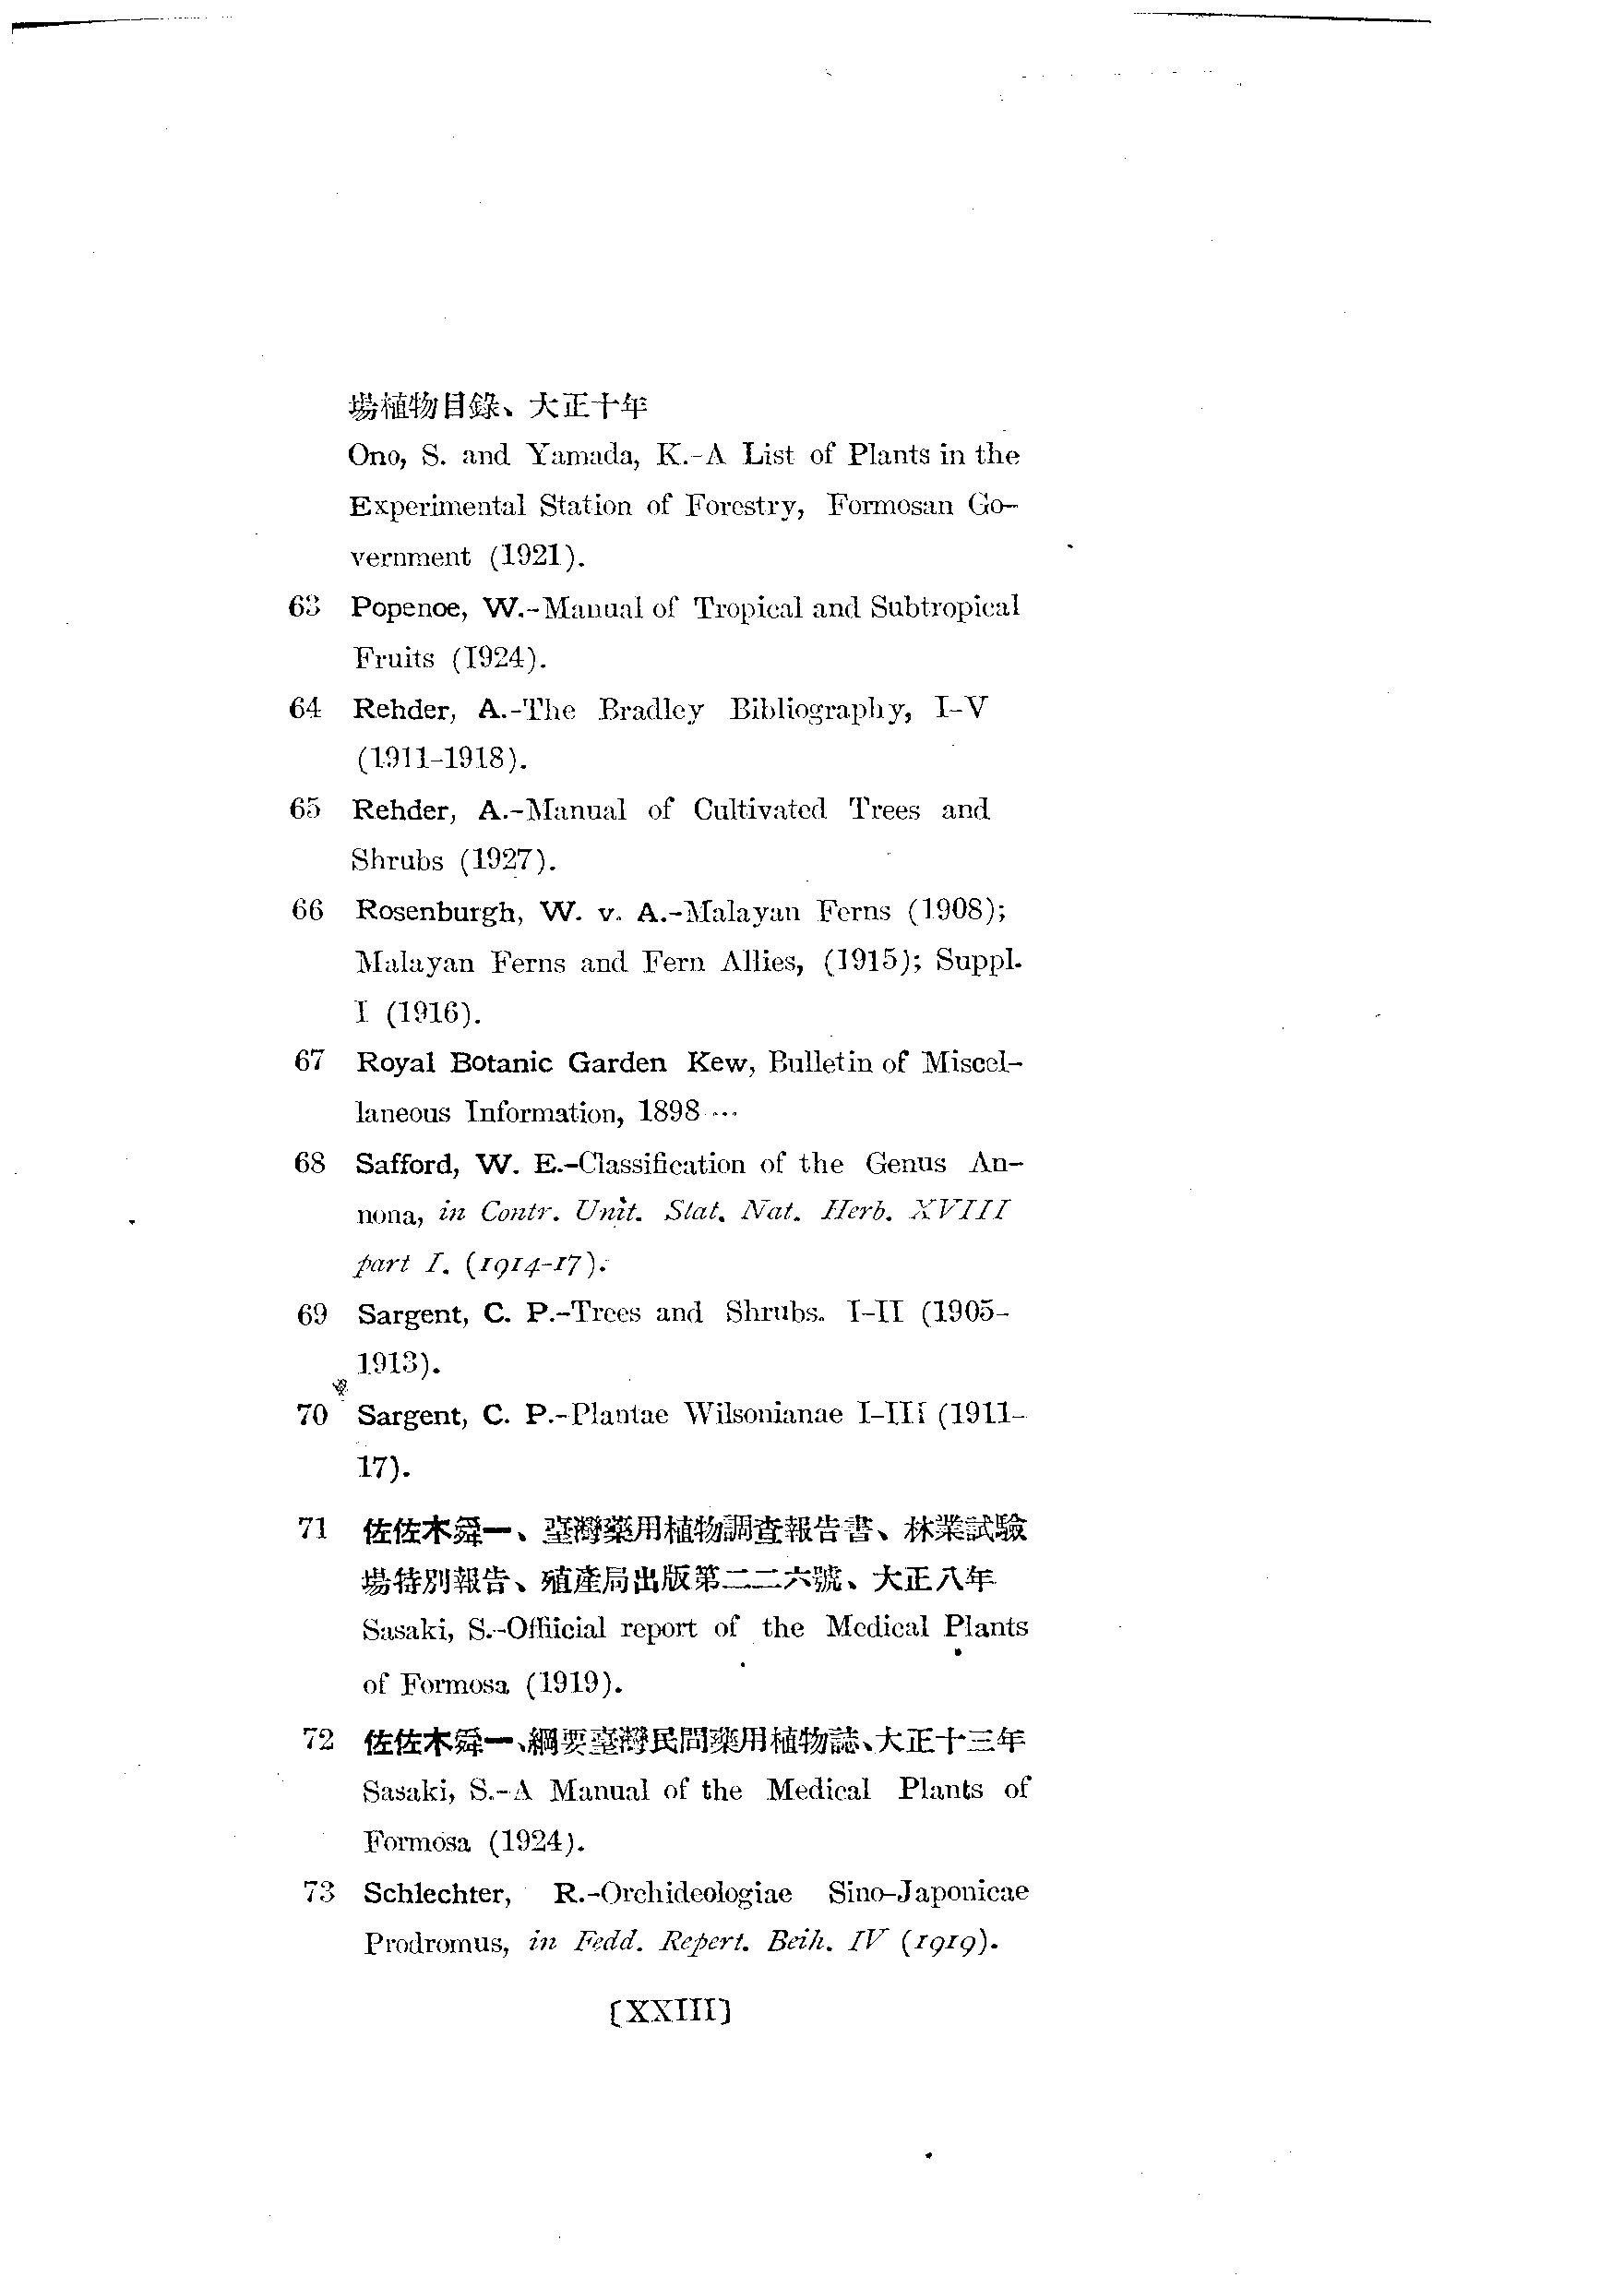 場植物目錄、大正十年
Ono, S. and Yamada, K.-A List of Plants in the
Experimental Station of Forestry, Formosan Go-
vernment (1921).
63 Popenoe, W.-Manual of Tropical and Subtropical
Fruits (1924).
64 Rehder, A.-The Bradley Bibliography, I-V
(1911-1918).
65 Rehder, A.-Manual of Cultivated Trees and
Shrubs (1927).
66 Rosenburgh, W. v. A.-Malayan Ferns (1908);
Malayan Ferns and Fern Allies, (1915); Suppl.
I (1916).
67 Royal Botanic Garden Kew, Bulletin of Miscel-
laneous Information, 1898 ...
68 Safford, W. E.-Classification of the Genus An-
nona, in Contr. Unit. Stat. Nat. Herb. XVIII
part I. (1914-17).
69 Sargent, C. P.-Trees and Shrubs. I-II (1905-
1913).
70 Sargent, C. P.-Plantae Wilsonianae I-III (1911-
17).
71 佐佐木舜一、臺灣藥用植物調查報告書、林業試驗
場特別報告、殖產局出版第二二六號、大正八年
Sasaki, S.-Offiicial report of the Medical Plants
of Formosa (1919).
72 佐佐木舜一、綱要臺灣民間藥用植物誌、大正十三年
Sasaki, S.-A Manual of the Medical Plants of
Formosa (1924).
73 Schlechter, R.-Orchideologiae Sino-Japonicae
Prodromus, in Fedd. Repert. Beih. IV (1919).
[XXIII]